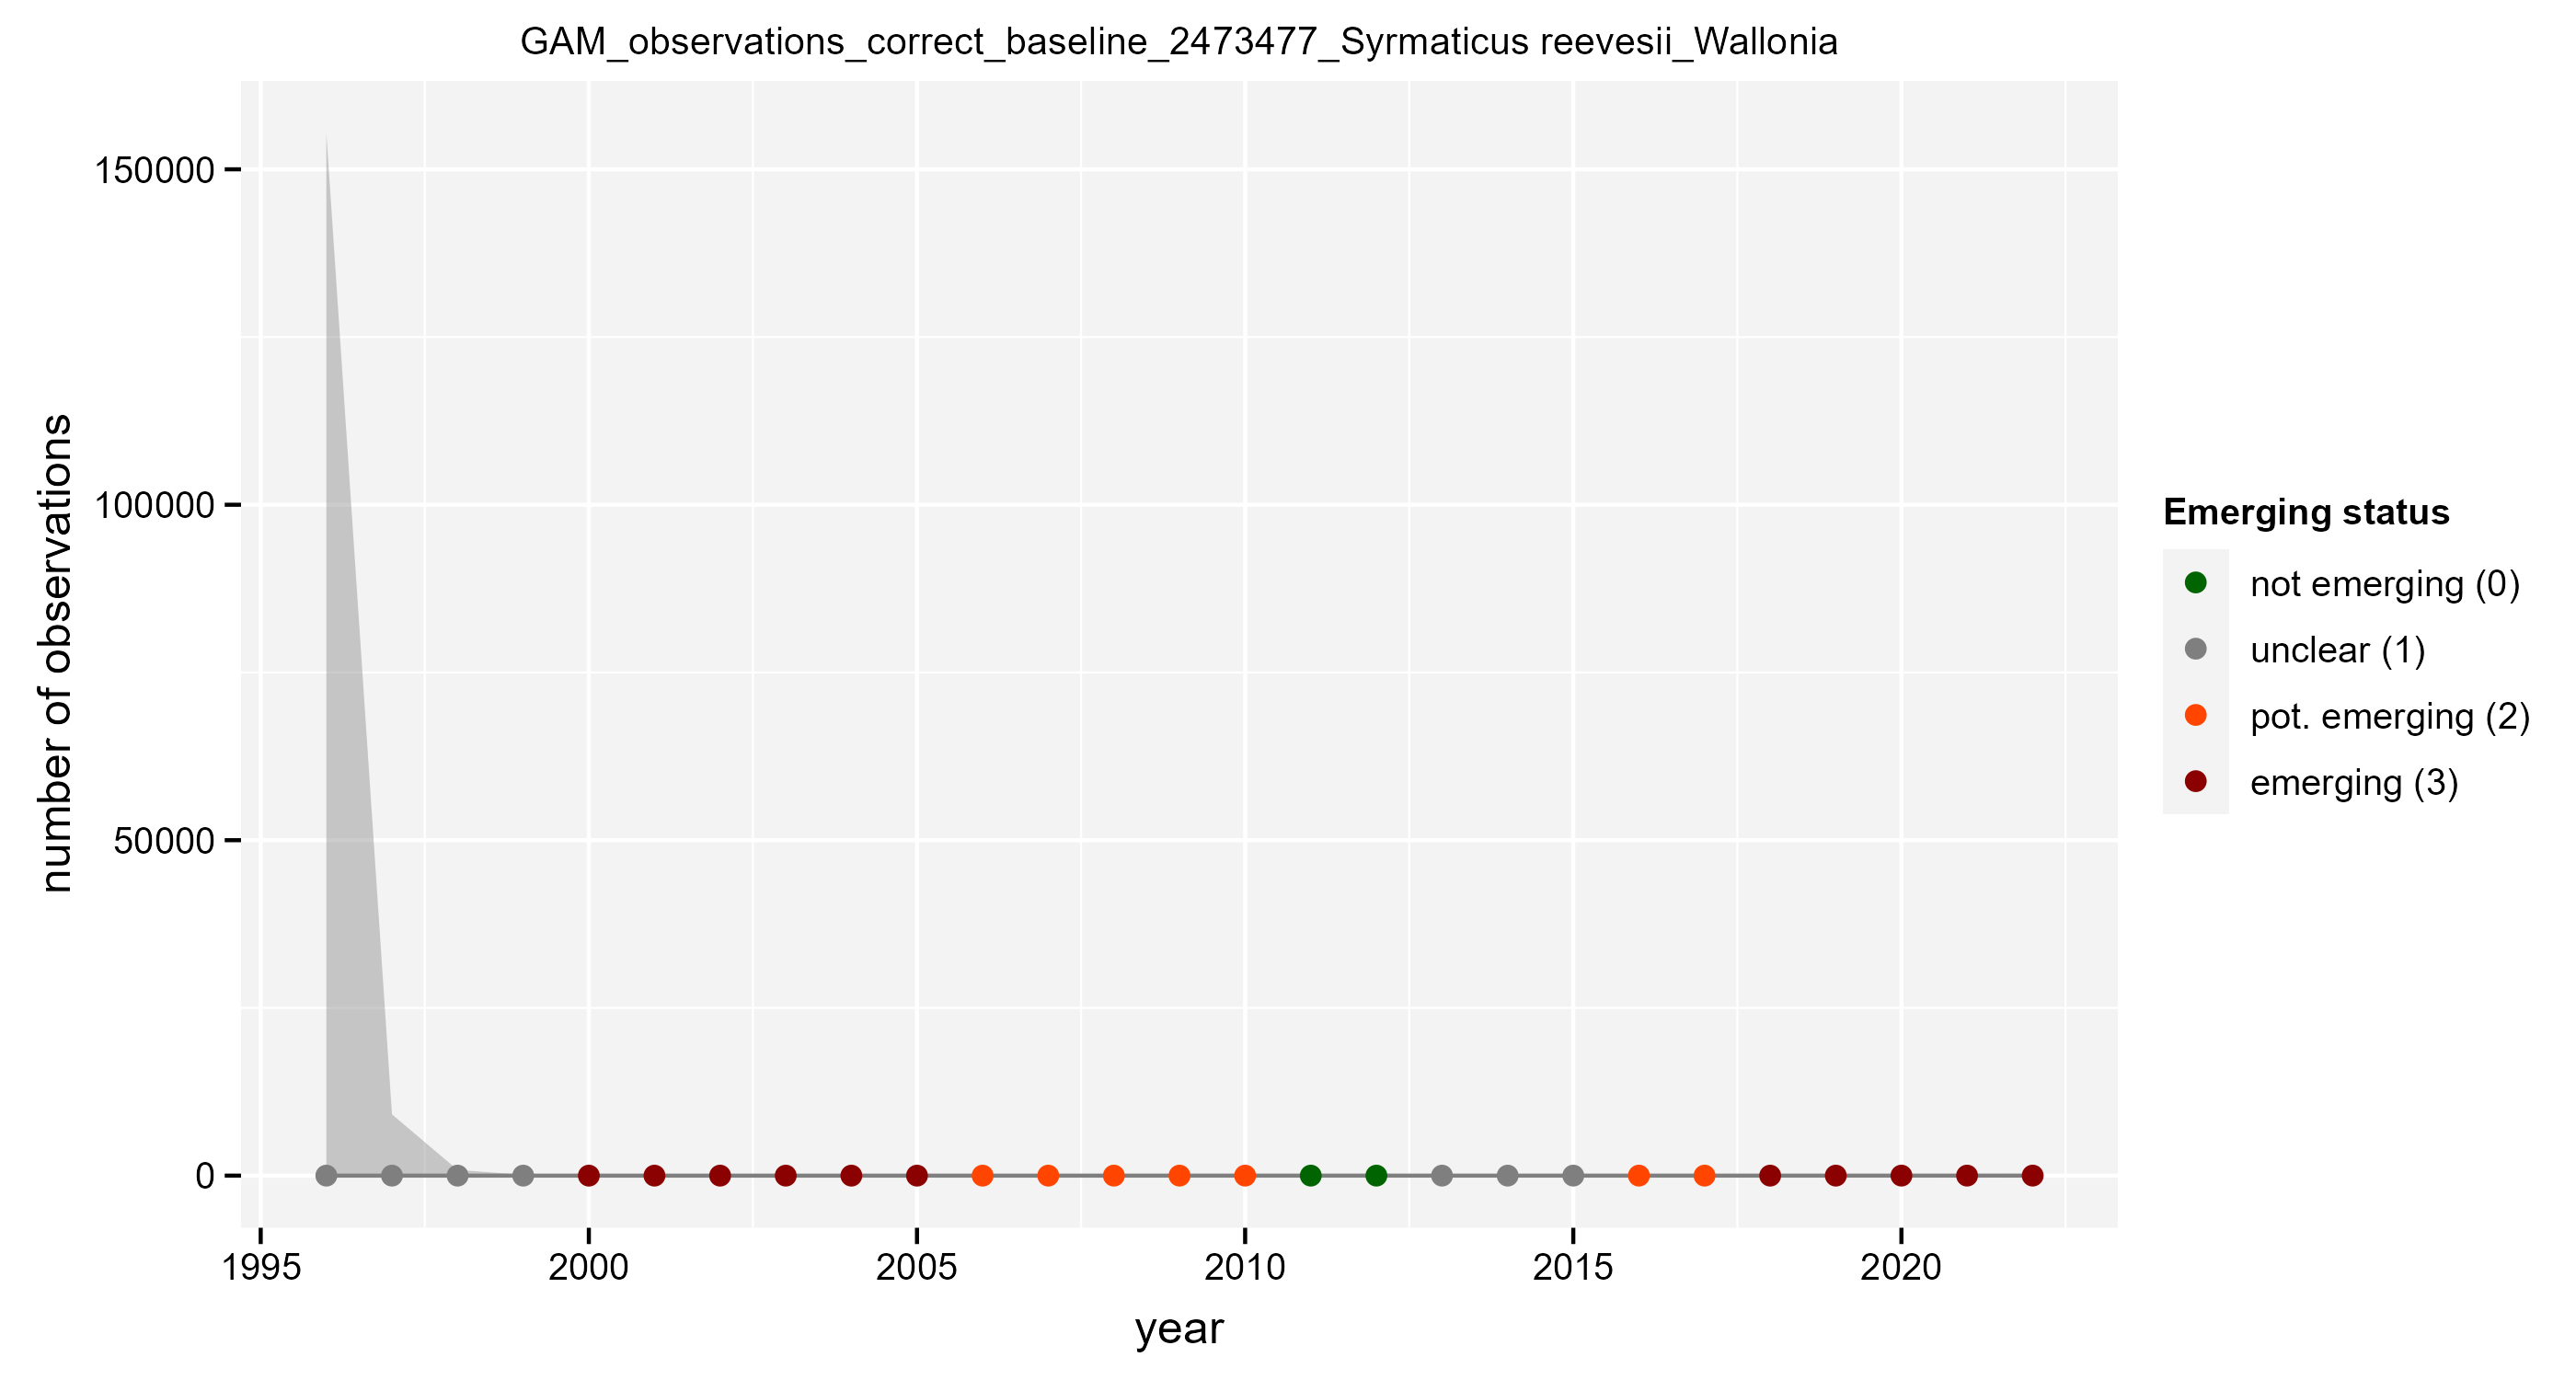 GAM_observations_correct_baseline_2473477_Syrmaticus reevesii_Wallonia
number of observations
150000
100000
50000
0
1995 2000 2005 2010 2015 2020
year
Emerging status
not emerging (0)
unclear (1)
pot. emerging (2)
emerging (3)